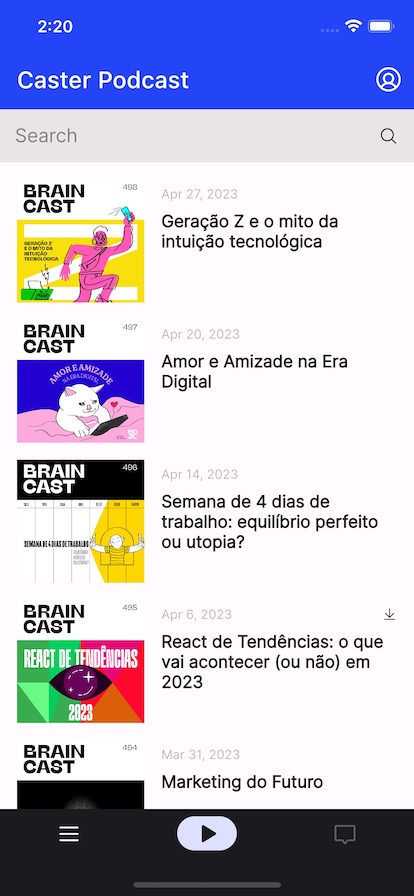 2:20
Caster Podcast
Search
BRAIN
CAST
498
GERAÇÃO Z
E O MITO DA
INTUIÇÃO
TECNOLÓGICA
Apr 27, 2023
Geração Z e o mito da
intuição tecnológica
BRAIN
CAST
497
AMOR E AMIZADE
NA ERA DIGITAL
Apr 20, 2023
Amor e Amizade na Era
Digital
BRAIN
CAST
496
SEMANA DE 4 DIAS DE TRABALHO
EQUILÍBRIO
PERFEITO
OU UTOPIA?
Apr 14, 2023
Semana de 4 dias de
trabalho: equilíbrio perfeito
ou utopia?
BRAIN
CAST
495
REACT DE TENDÊNCIAS
2023
Apr 6, 2023
React de Tendências: o que
vai acontecer (ou não) em
2023
BRAIN
CAST
494
Mar 31, 2023
Marketing do Futuro